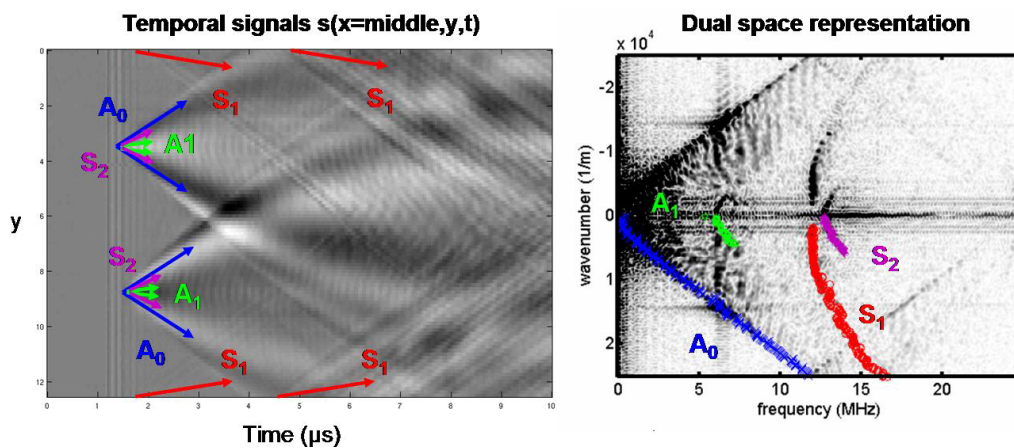 Temporal signals s(x=middle,y,t)
0
2
4
6
8
10
12
y
0
1
2
3
4
5
6
7
8
9
10
Time (µs)
A0
S1
S1
A1
S2
S2
A1
A0
S1
S1
Dual space representation
x 10^4
-2
-1
0
1
2
wavenumber (1/m)
0
5
10
15
20
frequency (MHz)
A1
S2
S1
A0